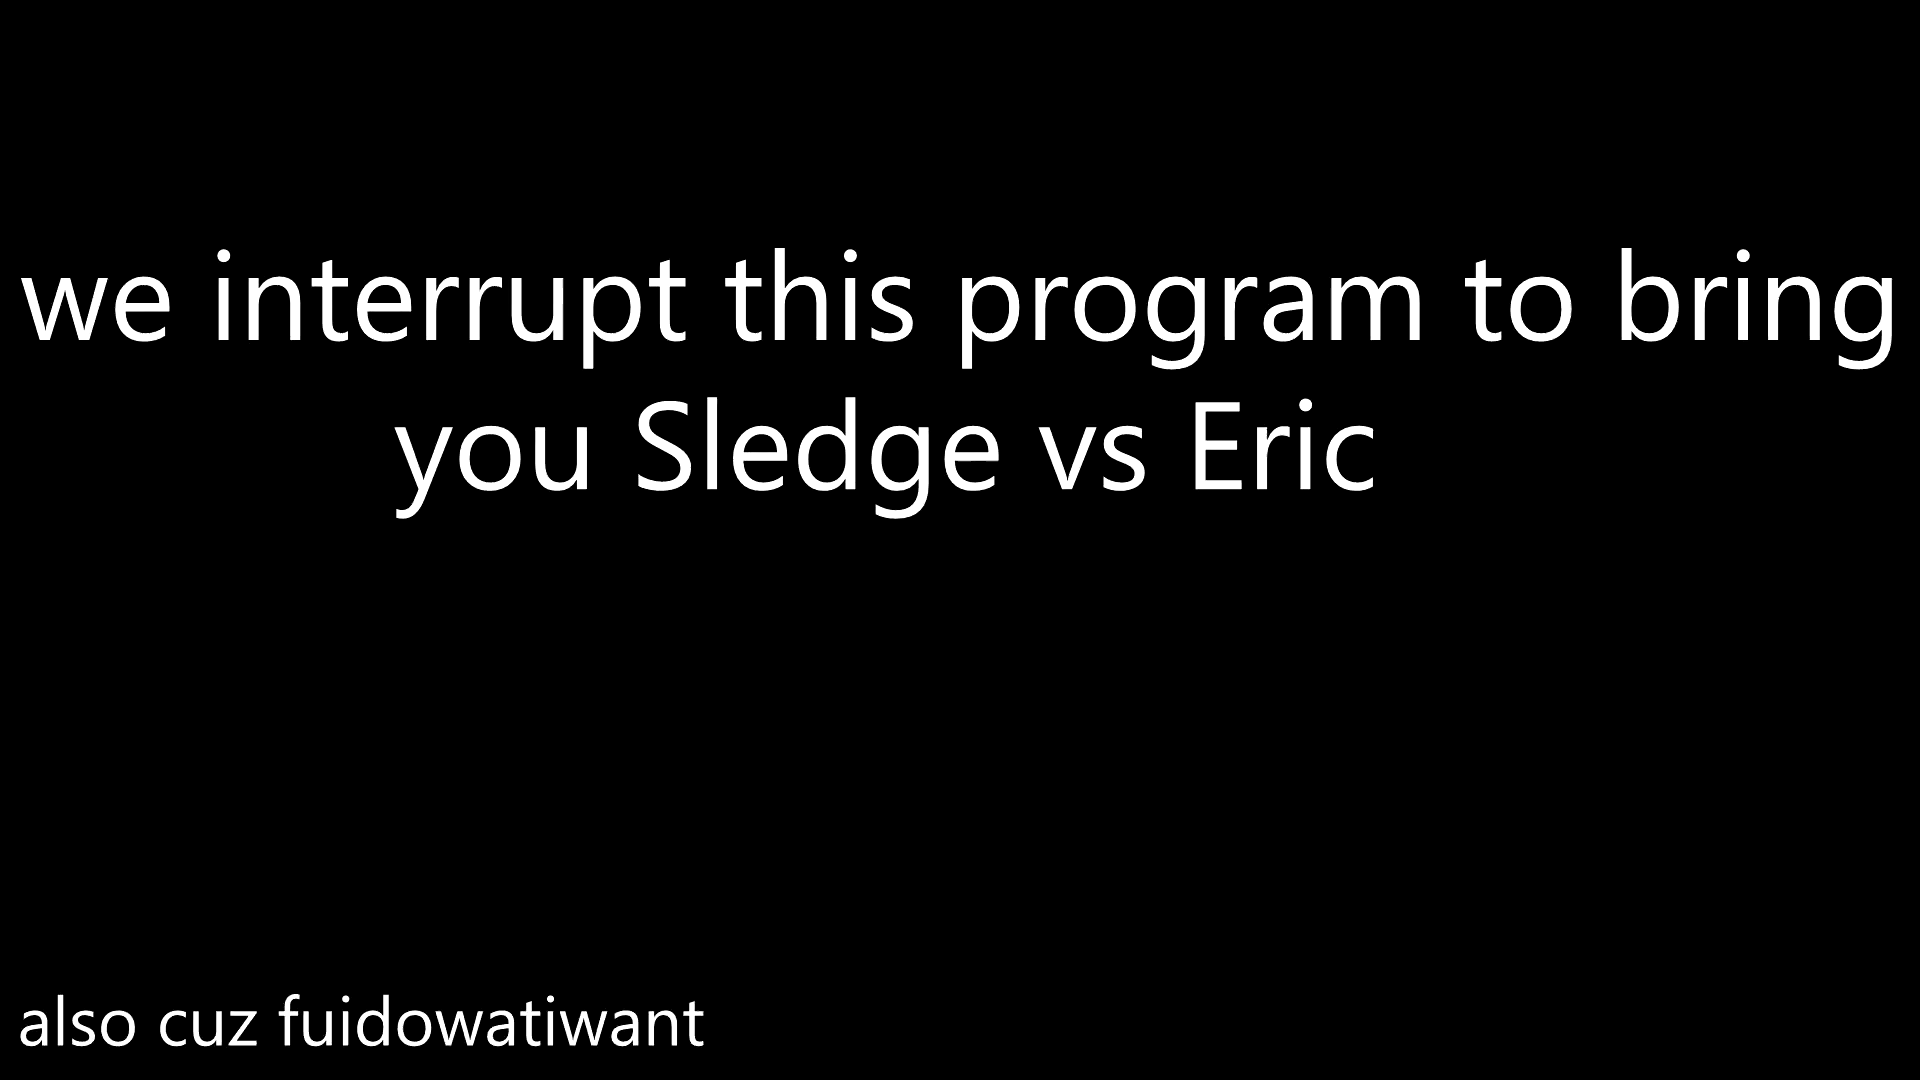 we interrupt this program to bring
you Sledge vs Eric
also cuz fuidowatiwant